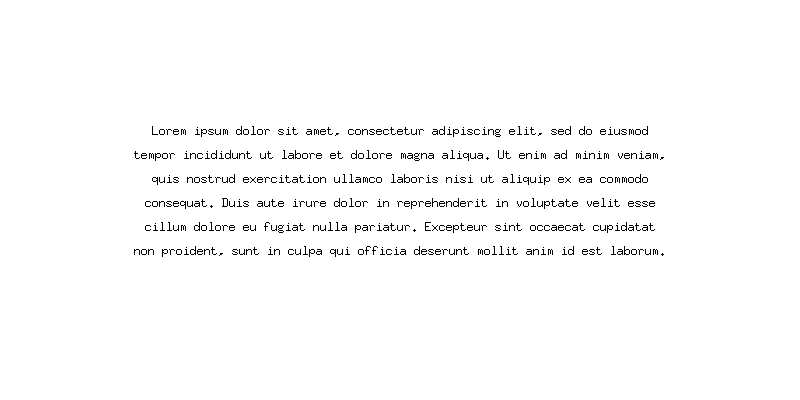 Lorem ipsum dolor sit amet, consectetur adipiscing elit, sed do eiusmod
tempor incididunt ut labore et dolore magna aliqua. Ut enim ad minim veniam,
quis nostrud exercitation ullamco laboris nisi ut aliquip ex ea commodo
consequat. Duis aute irure dolor in reprehenderit in voluptate velit esse
cillum dolore eu fugiat nulla pariatur. Excepteur sint occaecat cupidatat
non proident, sunt in culpa qui officia deserunt mollit anim id est laborum.